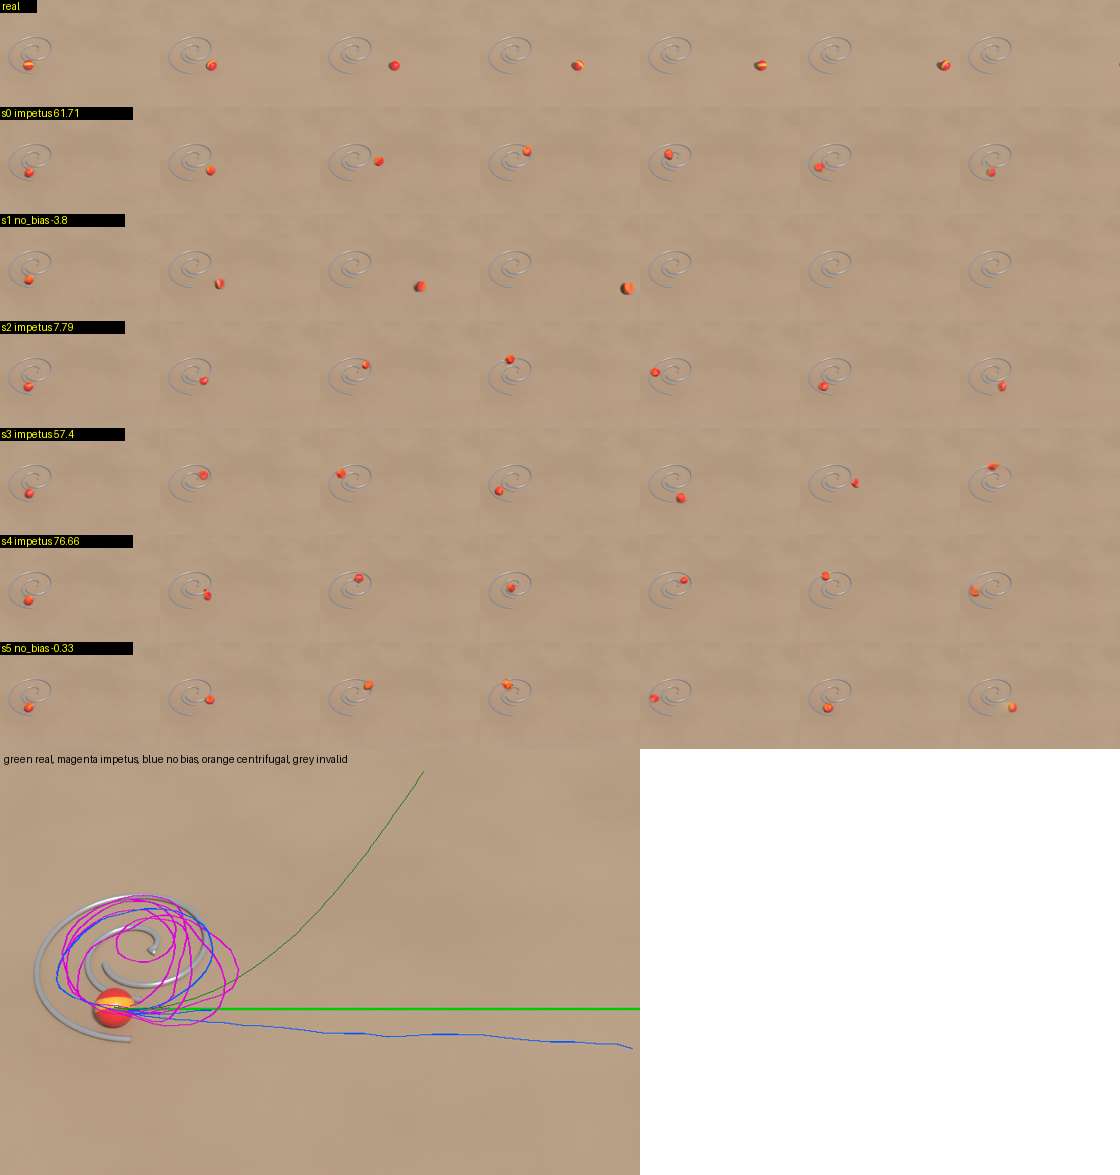 real
s0 impetus 61.71
s1 no_bias -3.8
s2 impetus 7.79
s3 impetus 57.4
s4 impetus 76.66
s5 no_bias -0.33
green real, magenta impetus, blue no bias, orange centrifugal, grey invalid